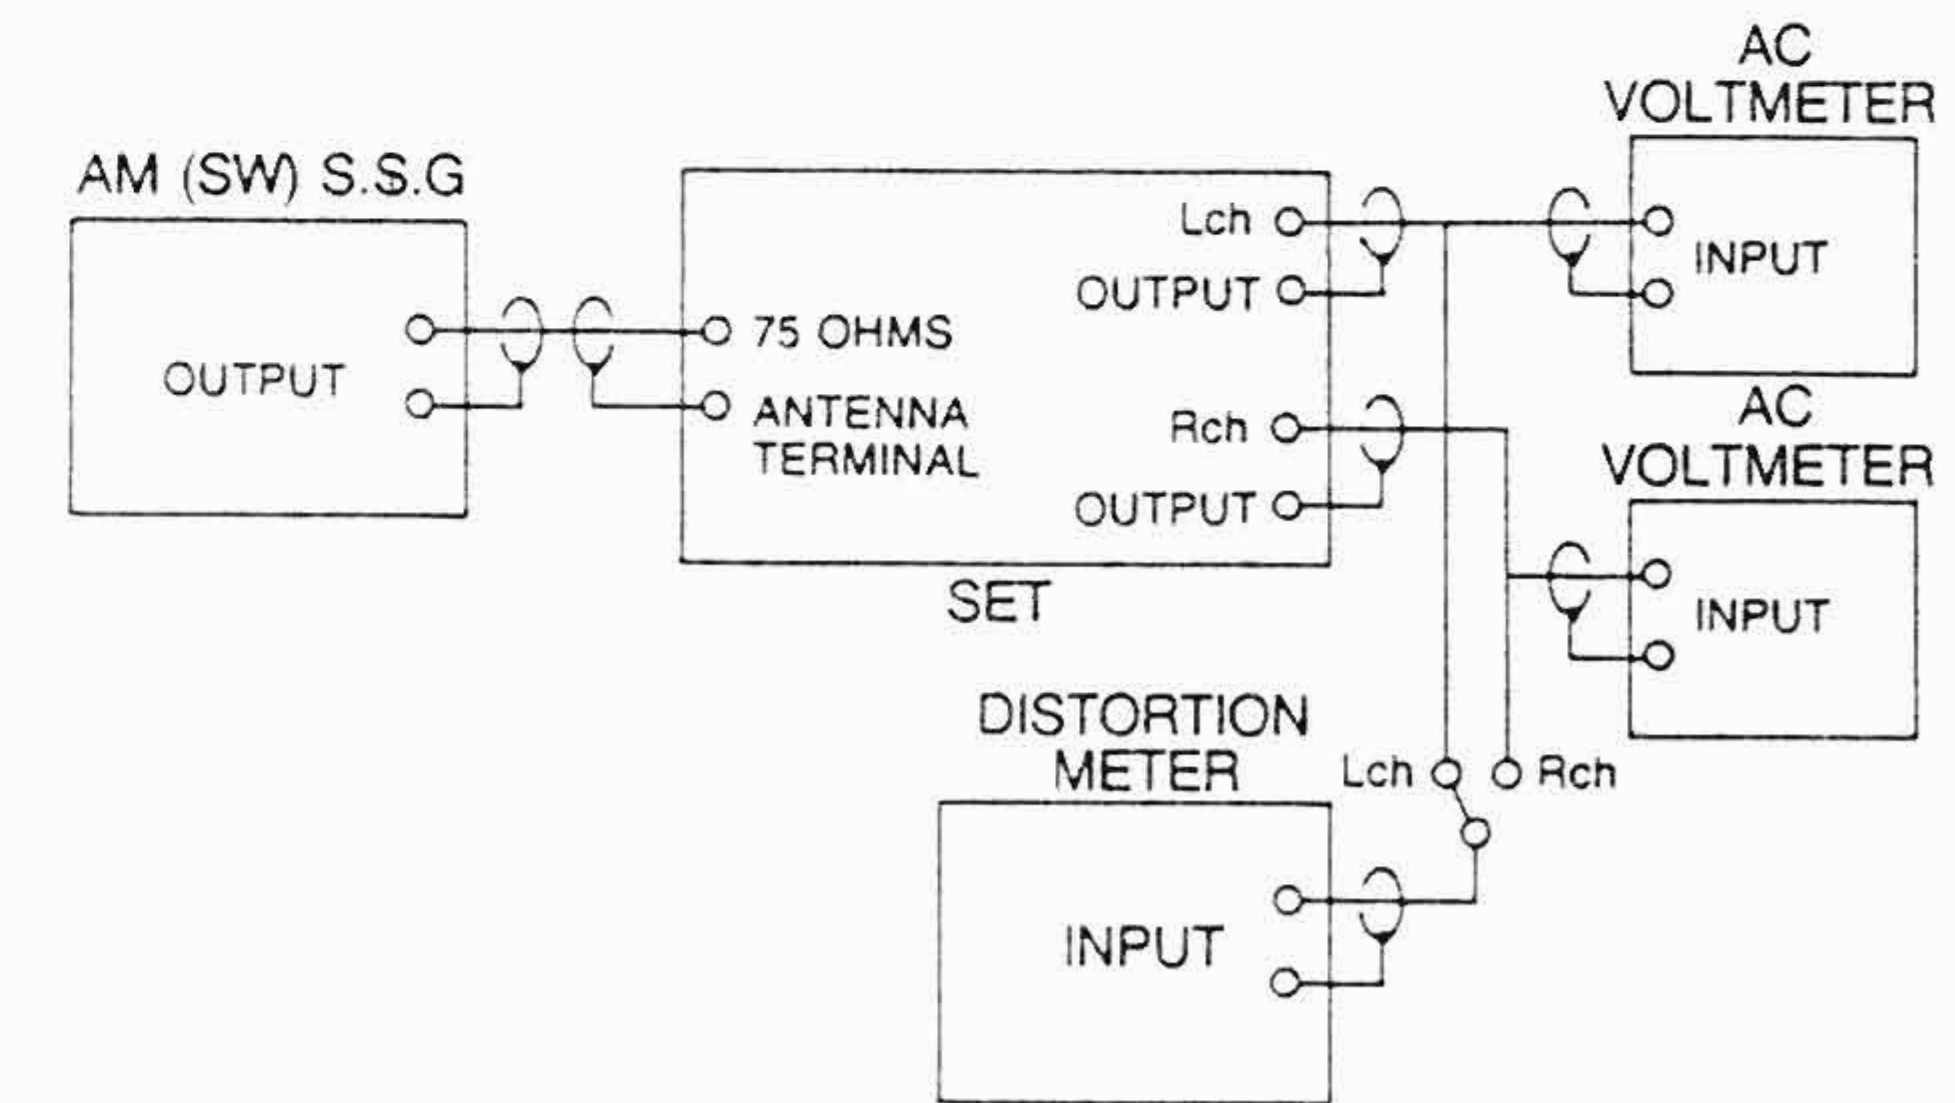 AM (SW) S.S.G
OUTPUT
75 OHMS
ANTENNA
TERMINAL
Lch
OUTPUT
Rch
OUTPUT
SET
AC
VOLTMETER
INPUT
AC
VOLTMETER
INPUT
DISTORTION
METER
Lch
Rch
INPUT